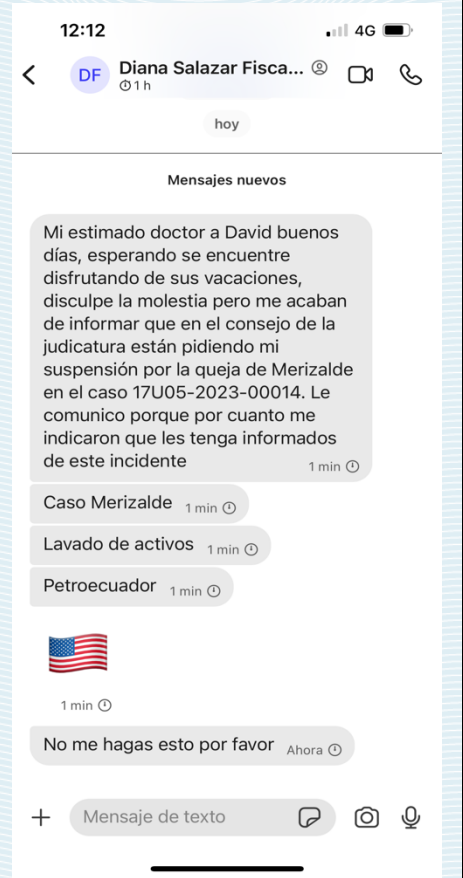 12:12
4G
DF
Diana Salazar Fisca...
1 h
hoy
Mensajes nuevos
Mi estimado doctor a David buenos
días, esperando se encuentre
disfrutando de sus vacaciones,
disculpe la molestia pero me acaban
de informar que en el consejo de la
judicatura están pidiendo mi
suspensión por la queja de Merizalde
en el caso 17U05-2023-00014. Le
comunico porque por cuanto me
indicaron que les tenga informados
de este incidente
1 min
Caso Merizalde 1 min
Lavado de activos 1 min
Petroecuador 1 min
1 min
No me hagas esto por favor Ahora
Mensaje de texto